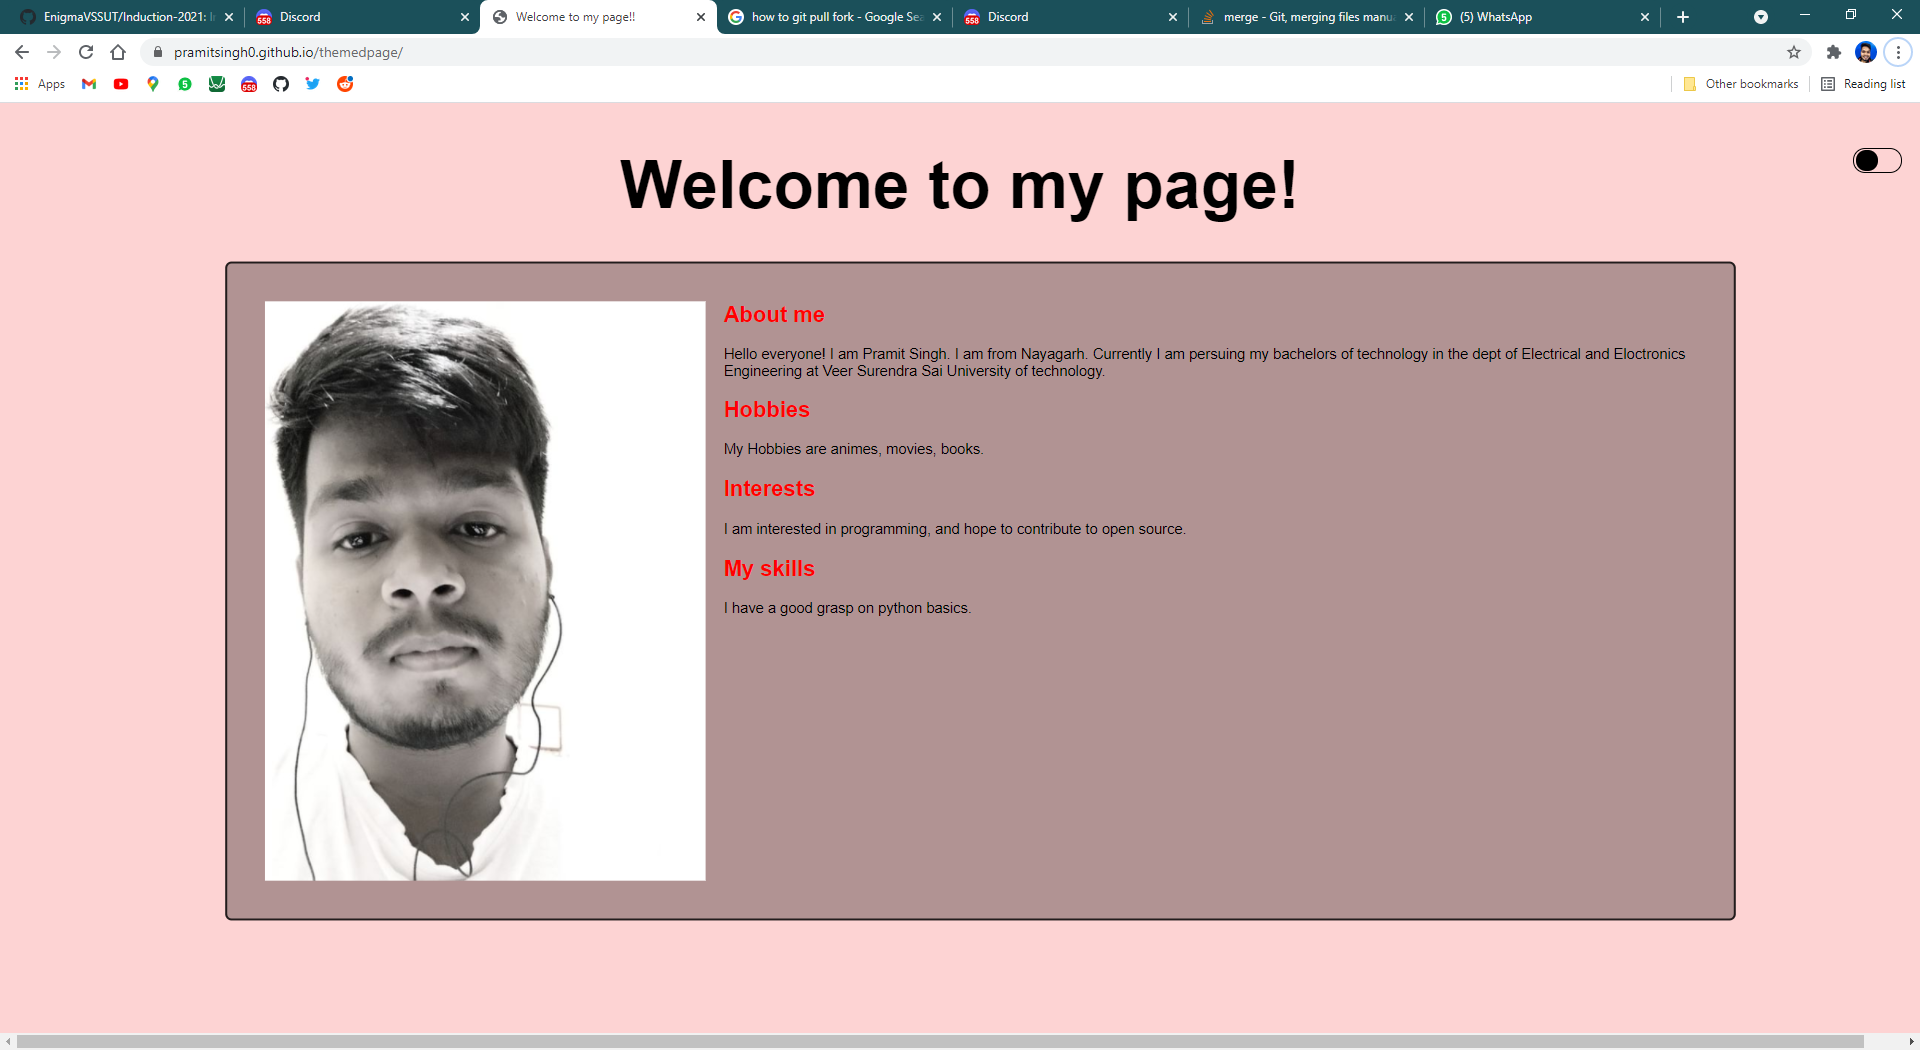 EnigmaVSSUT/Induction-2021: I
Discord
Welcome to my page!!
how to git pull fork - Google Sea
Discord
merge - Git, merging files manua
(5) WhatsApp
pramitsingh0.github.io/themedpage/
Apps
5
558
Other bookmarks
Reading list
Welcome to my page!
About me
Hello everyone! I am Pramit Singh. I am from Nayagarh. Currently I am persuing my bachelors of technology in the dept of Electrical and Eloctronics
Engineering at Veer Surendra Sai University of technology.
Hobbies
My Hobbies are animes, movies, books.
Interests
I am interested in programming, and hope to contribute to open source.
My skills
I have a good grasp on python basics.